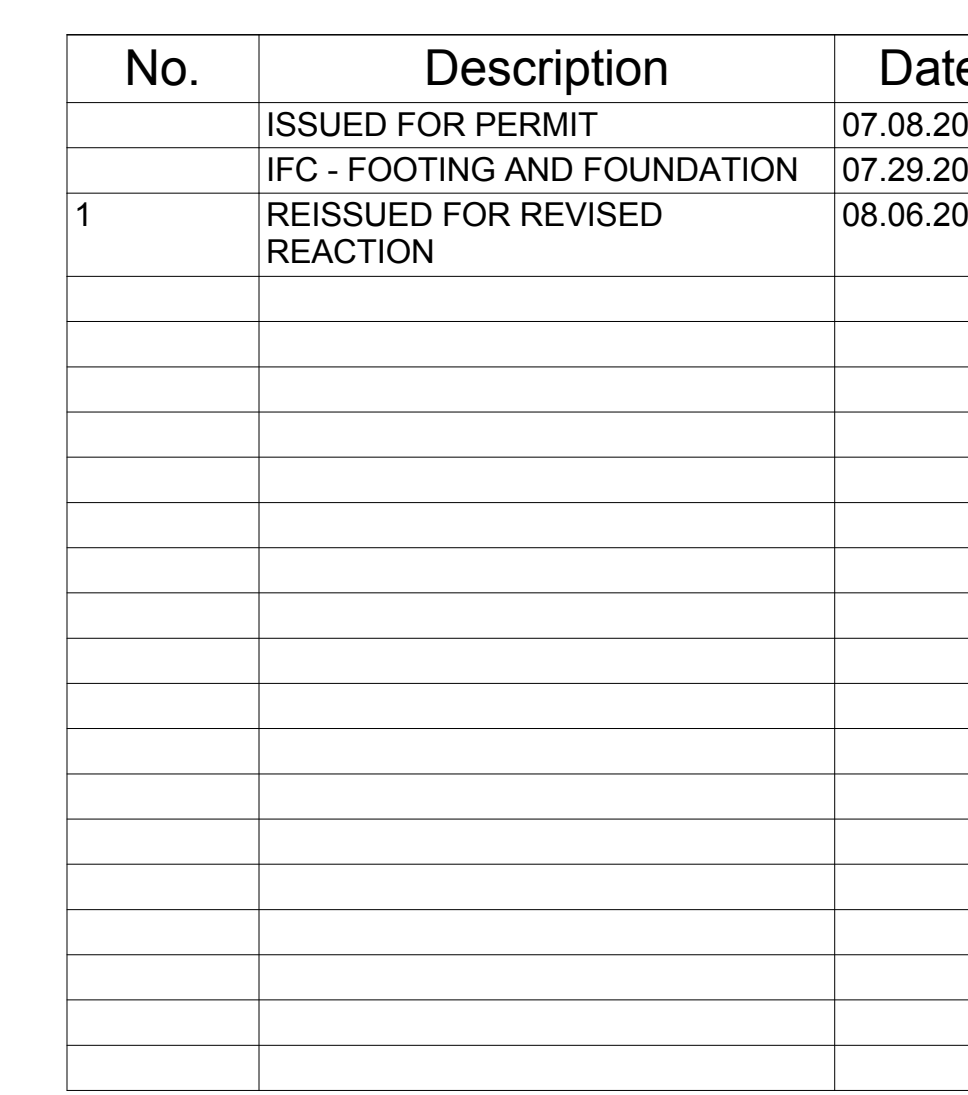 No. Description Date
ISSUED FOR PERMIT 07.08.20
IFC - FOOTING AND FOUNDATION 07.29.20
1 REISSUED FOR REVISED 08.06.20
REACTION